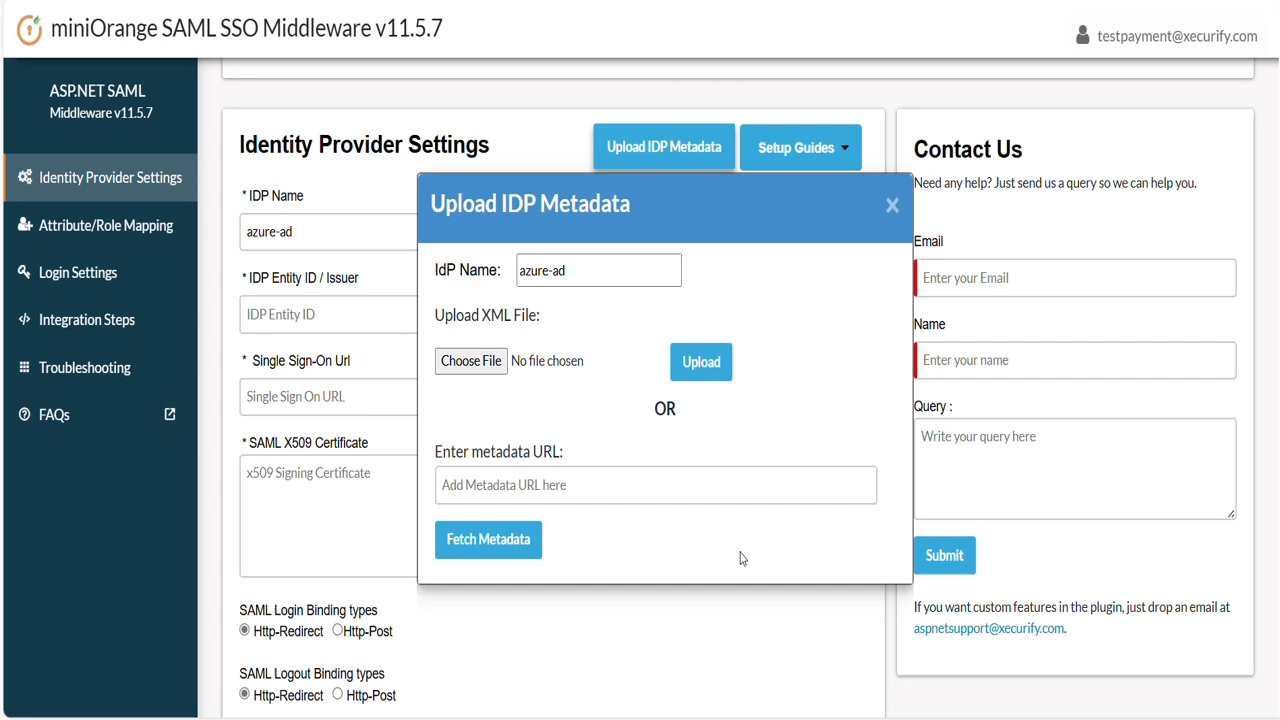 miniOrange SAML SSO Middleware v11.5.7
testpayment@xecurify.com
ASP.NET SAML
Middleware v11.5.7
Identity Provider Settings
Attribute/Role Mapping
Login Settings
Integration Steps
Troubleshooting
FAQs
Identity Provider Settings
Upload IDP Metadata
Setup Guides
* IDP Name
azure-ad
* IDP Entity ID / Issuer
IDP Entity ID
* Single Sign-On Url
Single Sign On URL
* SAML X509 Certificate
x509 Signing Certificate
SAML Login Binding types
Http-Redirect Http-Post
SAML Logout Binding types
Http-Redirect Http-Post
Upload IDP Metadata
×
IdP Name: azure-ad
Upload XML File:
Choose File No file chosen Upload
OR
Enter metadata URL:
Add Metadata URL here
Fetch Metadata
Contact Us
Need any help? Just send us a query so we can help you.
Email
Enter your Email
Name
Enter your name
Query :
Write your query here
Submit
If you want custom features in the plugin, just drop an email at
aspnetsupport@xecurify.com.